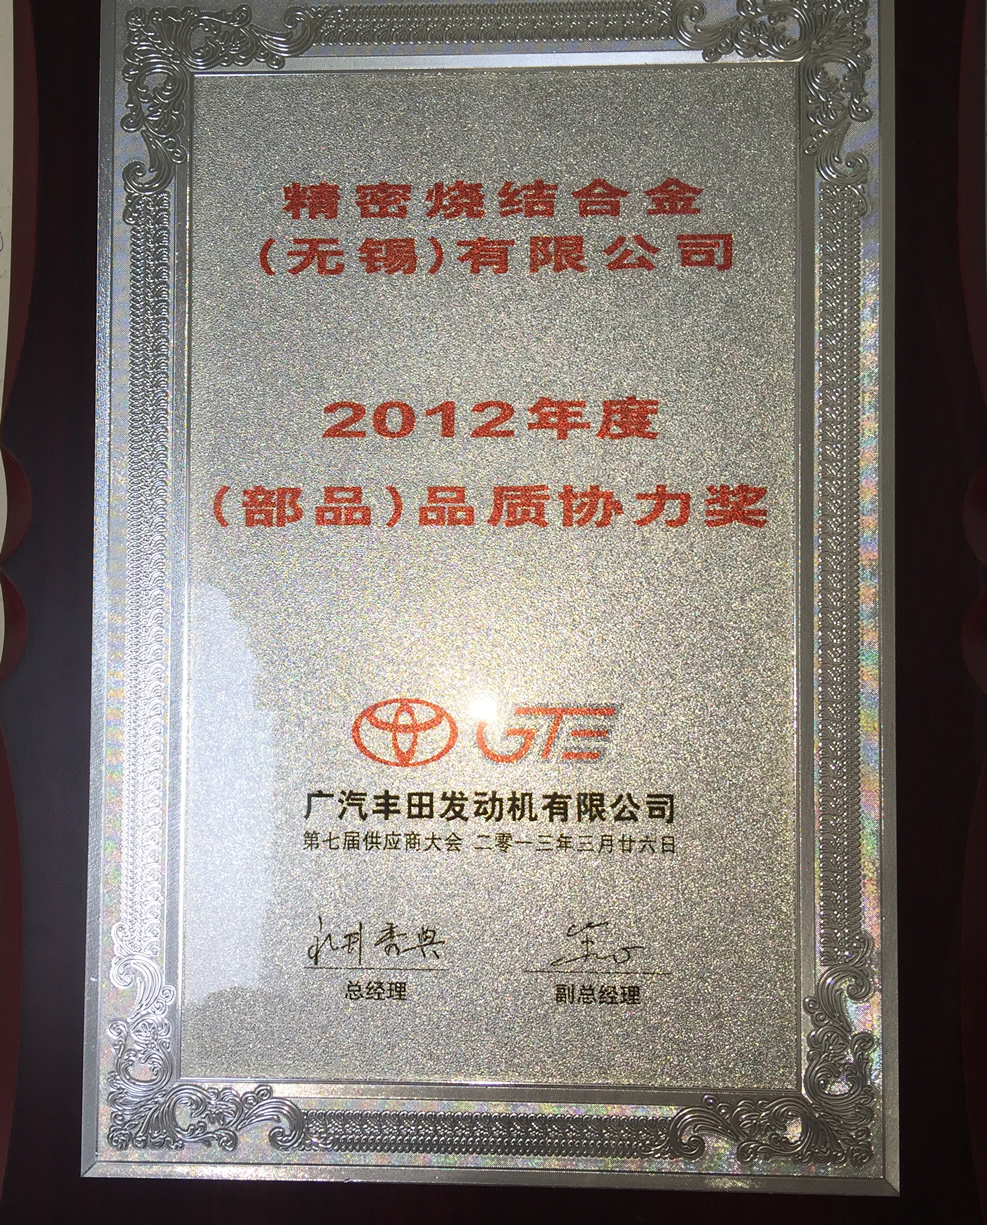 精密烧结合金
(无锡)有限公司
2012年度
(部品)品质协力奖
GTE
广汽丰田发动机有限公司
第七届供应商大会 二零一三年三月廿六日
总经理
副总经理